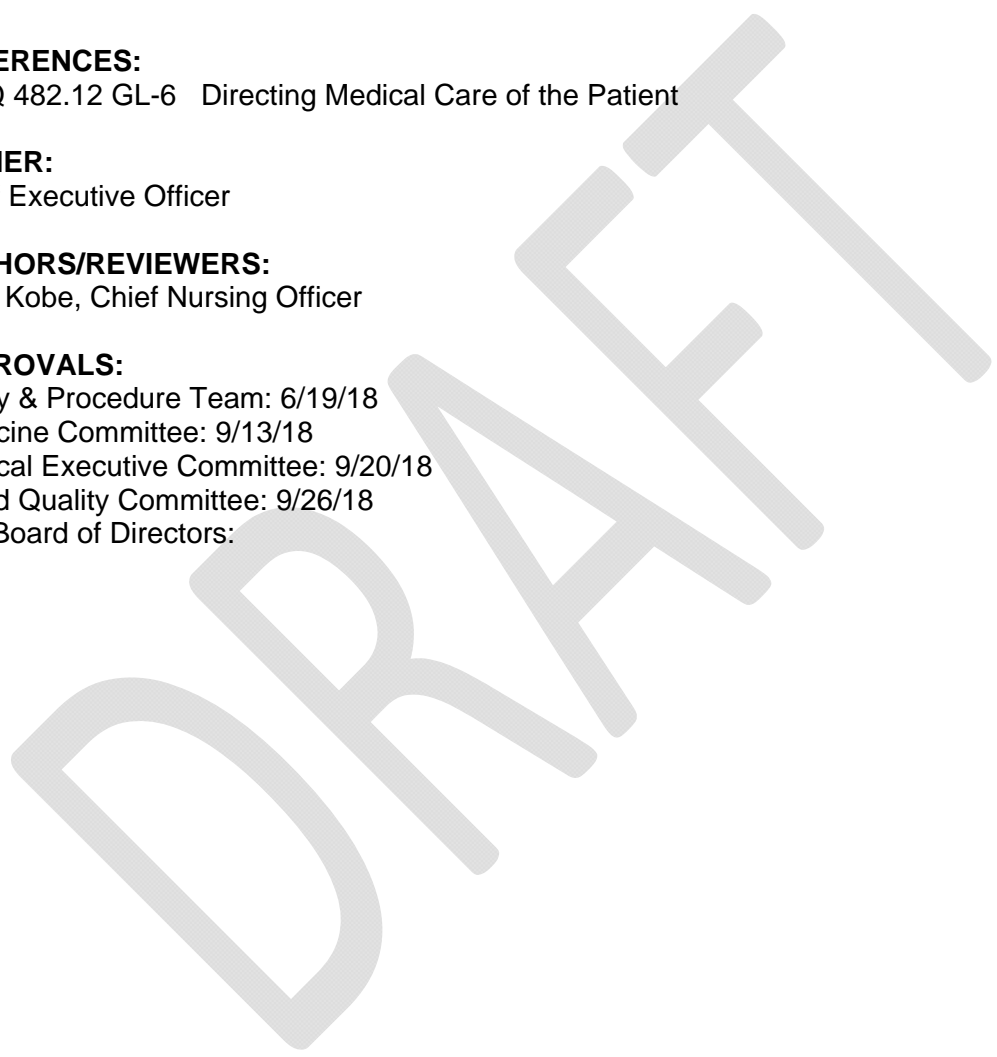 ERENCES:
482.12 GL-6 Directing Medical Care of the Patient
Executive Officer
HORS/REVIEWERS:
Kobe, Chief Nursing Officer
ROVALS:
y & Procedure Team: 6/19/18
cine Committee: 9/13/18
cal Executive Committee: 9/20/18
d Quality Committee: 9/26/18
Board of Directors:
DRAFT